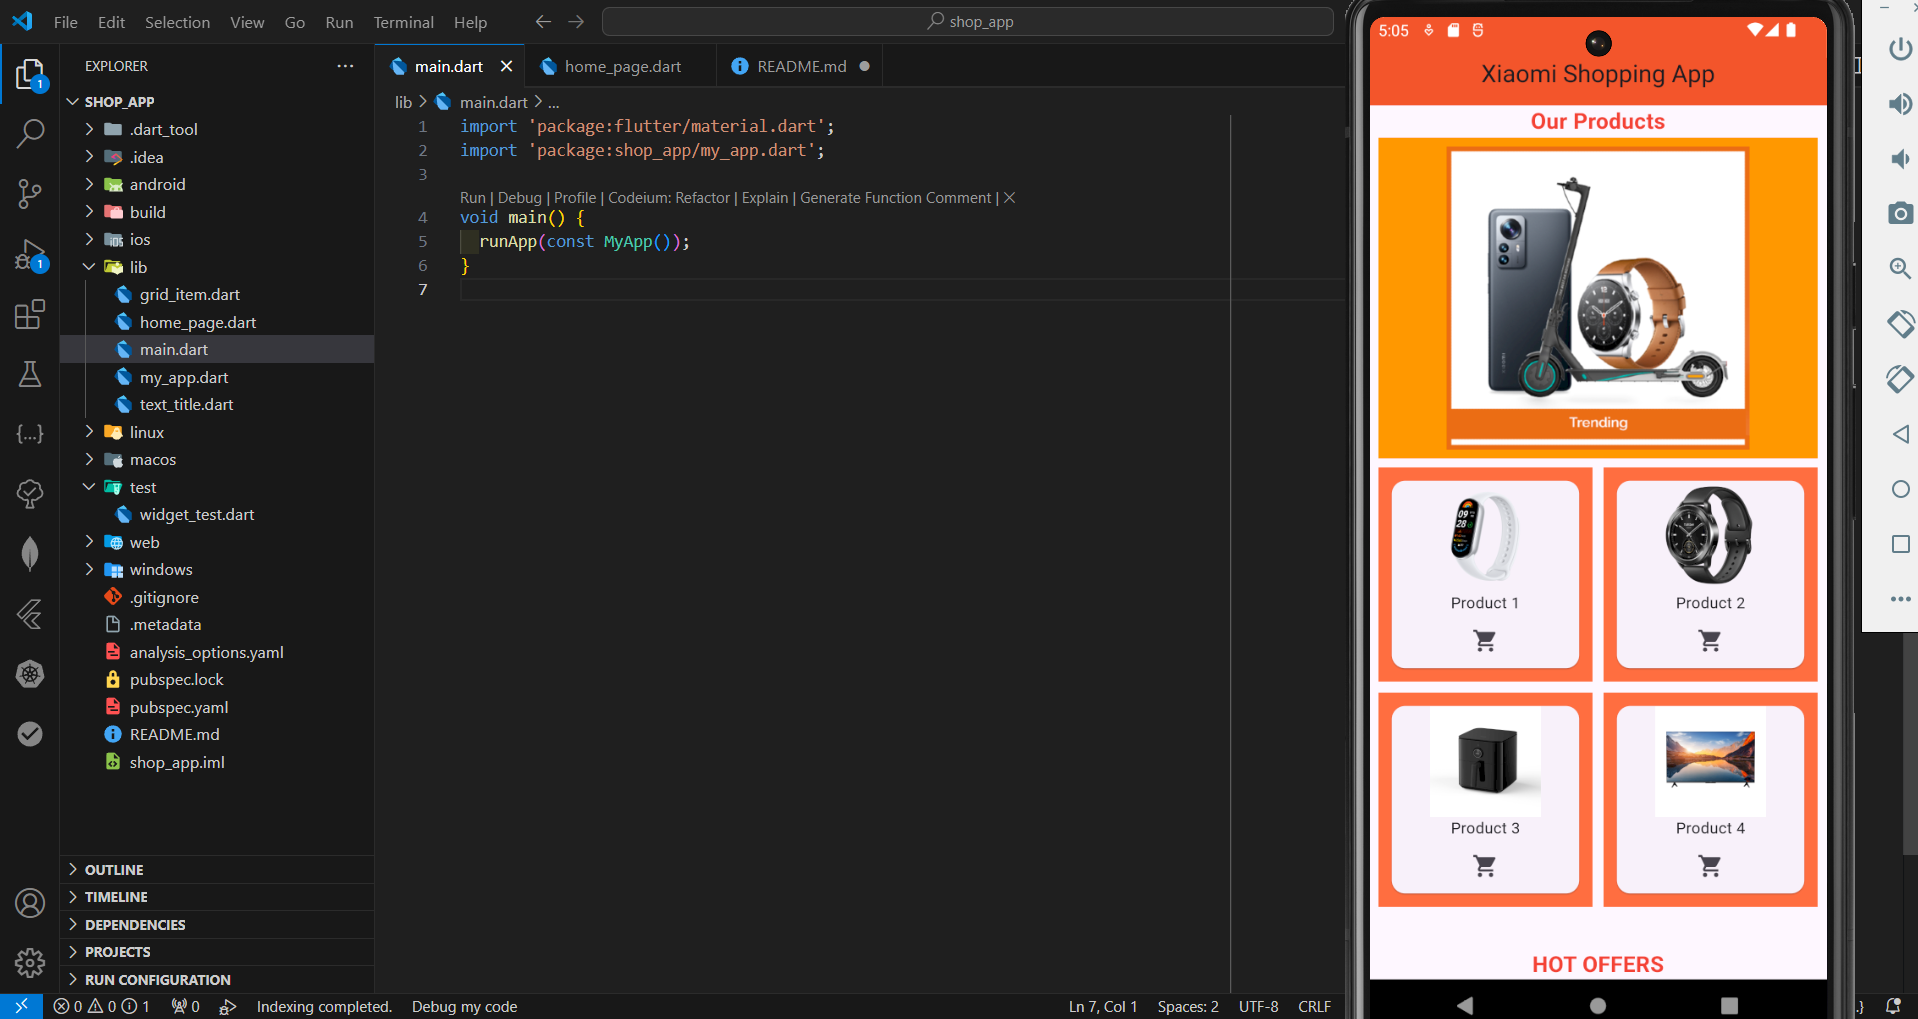 File Edit Selection View Go Run Terminal Help
shop_app
EXPLORER
SHOP_APP
.dart_tool
.idea
android
build
ios
lib
grid_item.dart
home_page.dart
main.dart
my_app.dart
text_title.dart
linux
macos
test
widget_test.dart
web
windows
.gitignore
.metadata
analysis_options.yaml
pubspec.lock
pubspec.yaml
README.md
shop_app.iml
OUTLINE
TIMELINE
DEPENDENCIES
PROJECTS
RUN CONFIGURATION
1
1
main.dart
home_page.dart
README.md
lib > main.dart > ...
1 import 'package:flutter/material.dart';
2 import 'package:shop_app/my_app.dart';
3
Run | Debug | Profile | Codeium: Refactor | Explain | Generate Function Comment | ×
4 void main() {
5 runApp(const MyApp());
6 }
7
0 0 1 0 Indexing completed. Debug my code
Ln 7, Col 1 Spaces: 2 UTF-8 CRLF
5:05
Xiaomi Shopping App
Our Products
Trending
09
28
Product 1
Product 2
Product 3
Product 4
HOT OFFERS